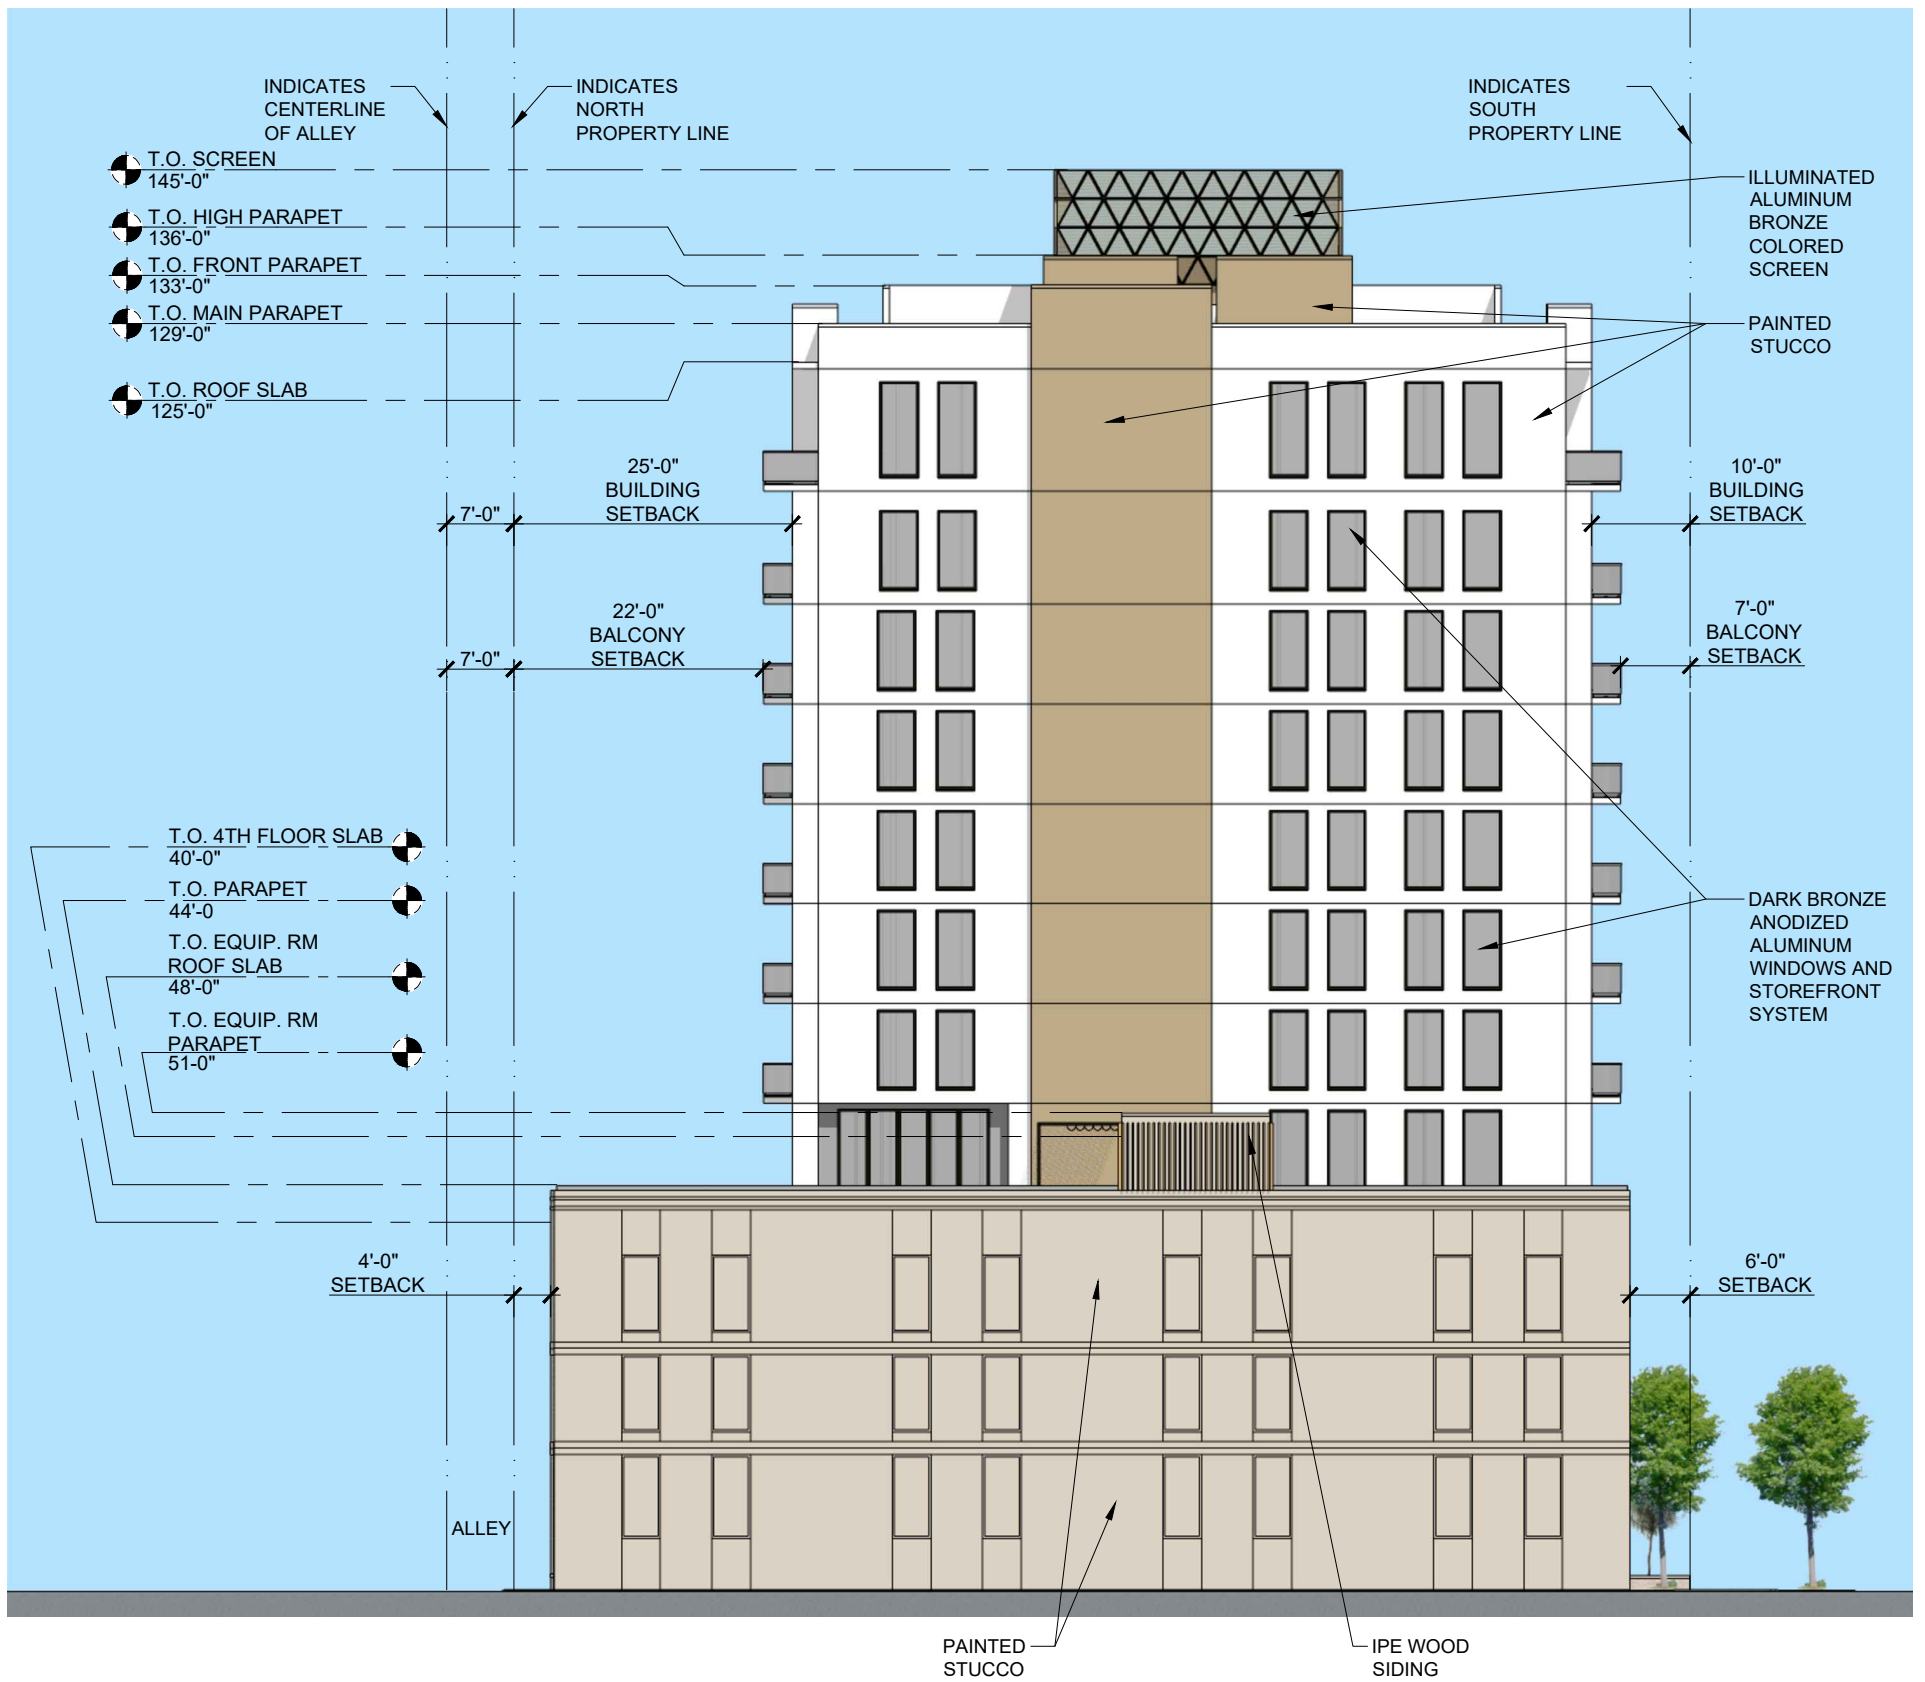 INDICATES
CENTERLINE
OF ALLEY
INDICATES
NORTH
PROPERTY LINE
INDICATES
SOUTH
PROPERTY LINE
T.O. SCREEN
145'-0"
T.O. HIGH PARAPET
136'-0"
T.O. FRONT PARAPET
133'-0"
T.O. MAIN PARAPET
129'-0"
T.O. ROOF SLAB
125'-0"
ILLUMINATED
ALUMINUM
BRONZE
COLORED
SCREEN
PAINTED
STUCCO
25'-0"
BUILDING
SETBACK
7'-0"
10'-0"
BUILDING
SETBACK
22'-0"
BALCONY
SETBACK
7'-0"
7'-0"
BALCONY
SETBACK
T.O. 4TH FLOOR SLAB
40'-0"
T.O. PARAPET
44'-0
T.O. EQUIP. RM
ROOF SLAB
48'-0"
T.O. EQUIP. RM
PARAPET
51-0"
DARK BRONZE
ANODIZED
ALUMINUM
WINDOWS AND
STOREFRONT
SYSTEM
4'-0"
SETBACK
6'-0"
SETBACK
ALLEY
PAINTED
STUCCO
IPE WOOD
SIDING